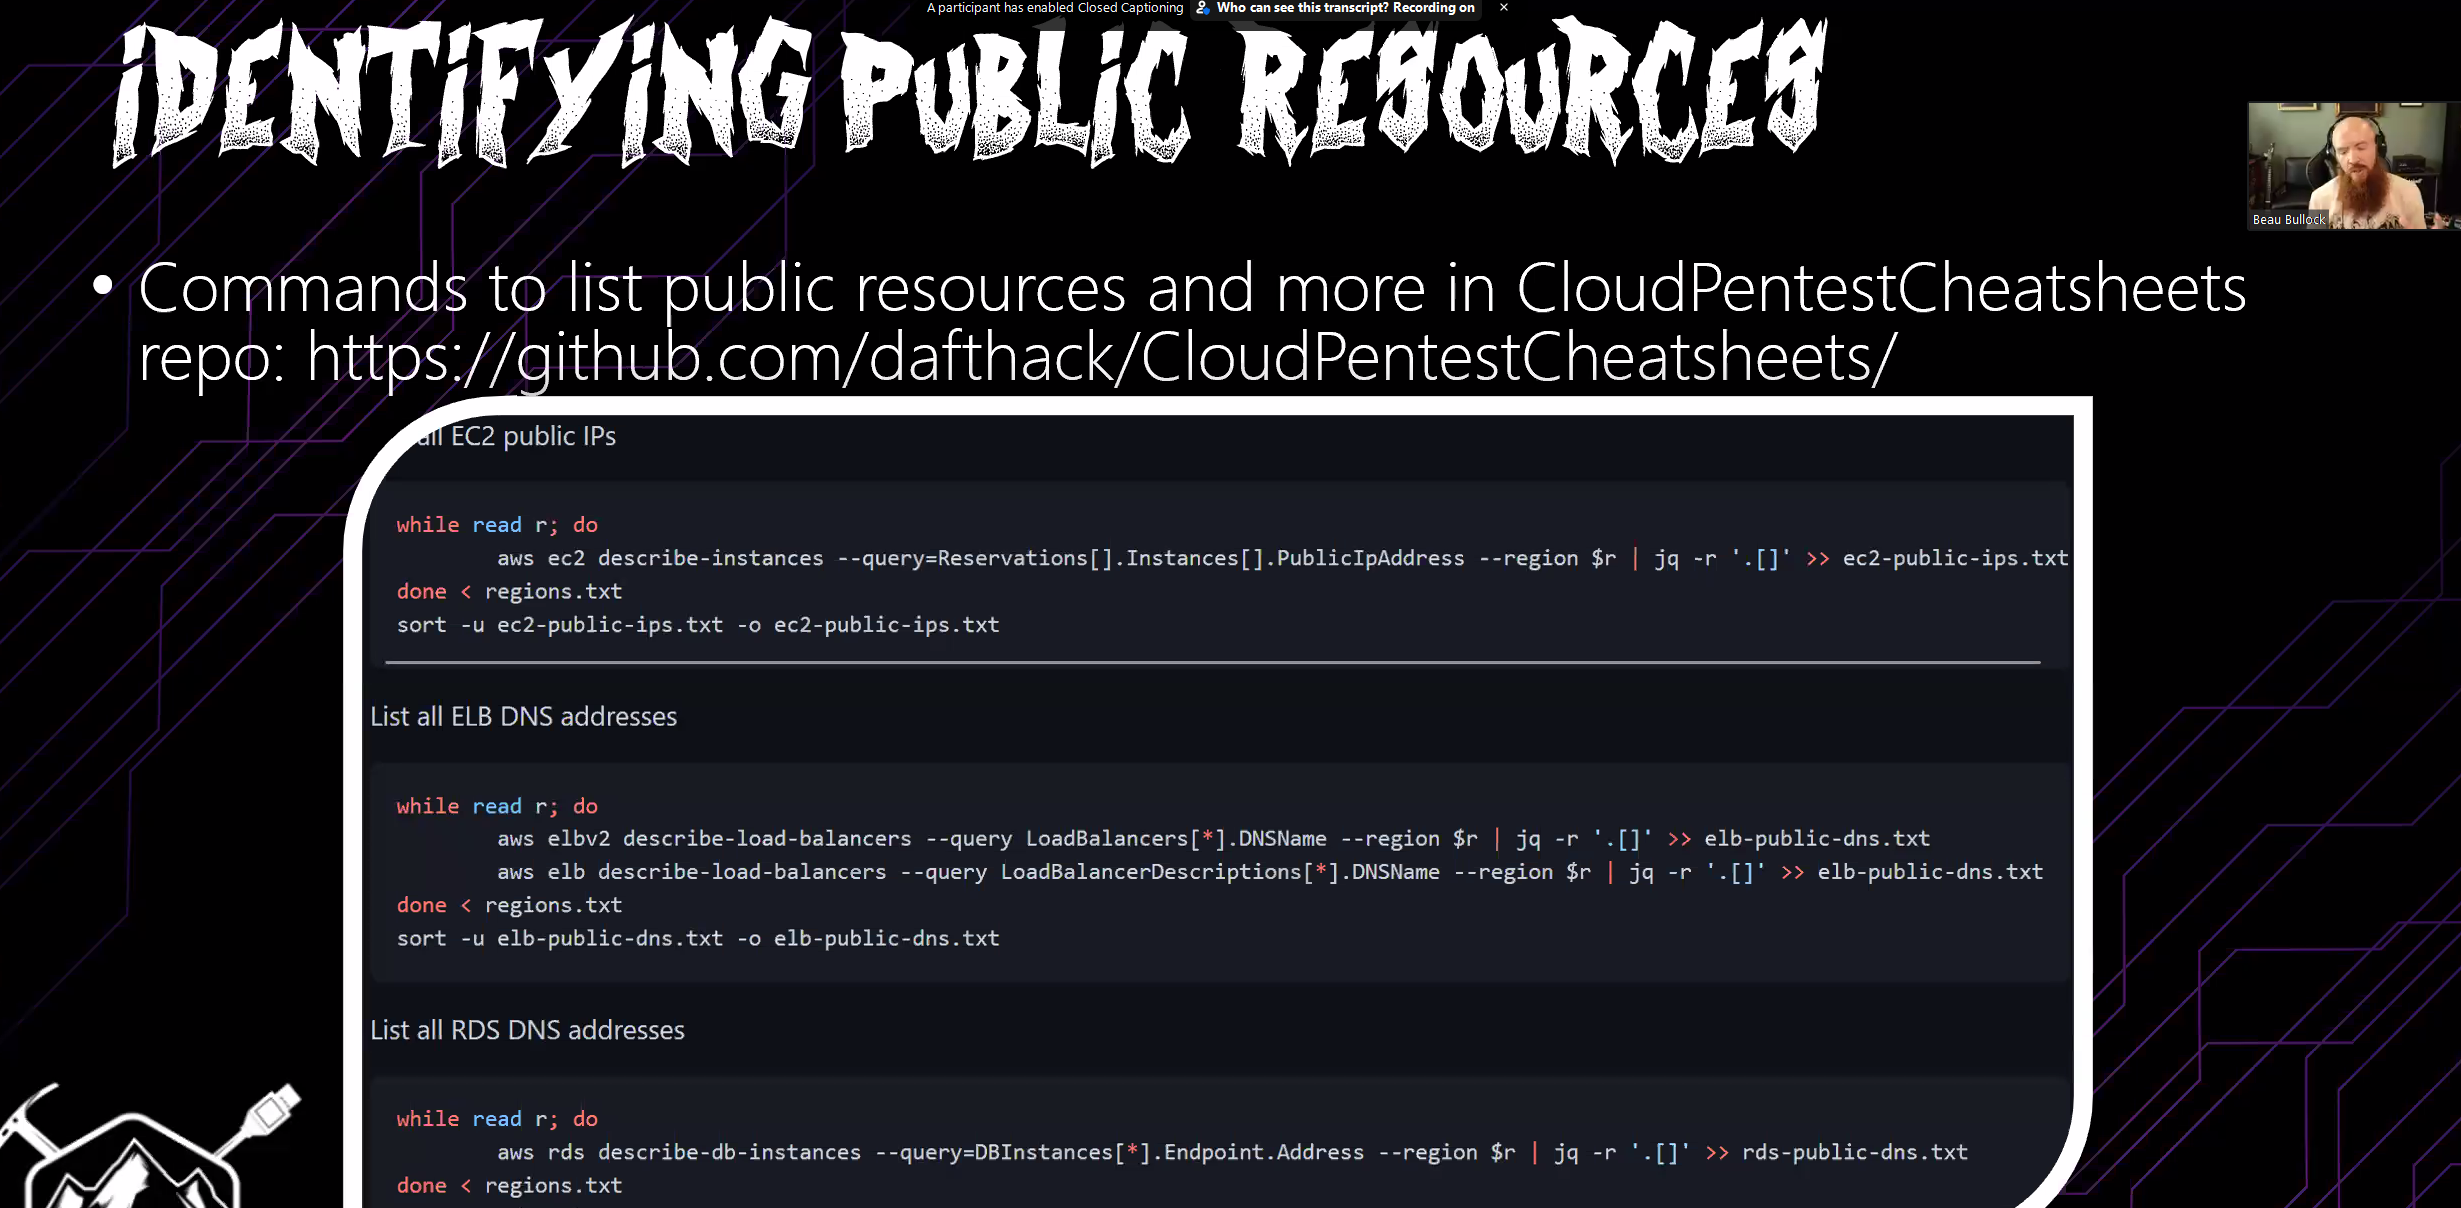 A participant has enabled Closed Captioning Who can see this transcript? Recording on ×
IDENTIFYING PUBLIC RESOURCES
Beau Bullock
• Commands to list public resources and more in CloudPentestCheatsheets
repo: https://github.com/dafthack/CloudPentestCheatsheets/
all EC2 public IPs
while read r; do
aws ec2 describe-instances --query=Reservations[].Instances[].PublicIpAddress --region $r | jq -r '.[]' >> ec2-public-ips.txt
done < regions.txt
sort -u ec2-public-ips.txt -o ec2-public-ips.txt
List all ELB DNS addresses
while read r; do
aws elbv2 describe-load-balancers --query LoadBalancers[*].DNSName --region $r | jq -r '.[]' >> elb-public-dns.txt
aws elb describe-load-balancers --query LoadBalancerDescriptions[*].DNSName --region $r | jq -r '.[]' >> elb-public-dns.txt
done < regions.txt
sort -u elb-public-dns.txt -o elb-public-dns.txt
List all RDS DNS addresses
while read r; do
aws rds describe-db-instances --query=DBInstances[*].Endpoint.Address --region $r | jq -r '.[]' >> rds-public-dns.txt
done < regions.txt